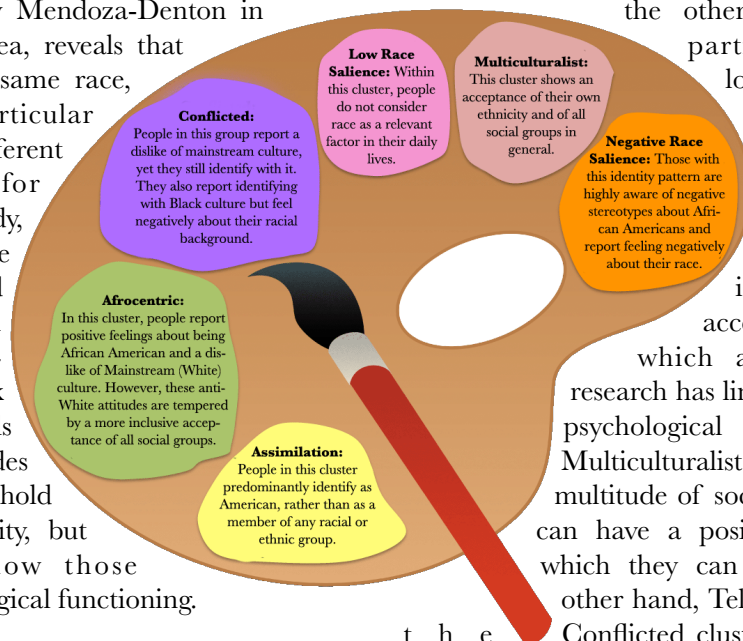 y Mendoza-Denton in
ea, reveals that
same race,
rticular
ferent
for
dy,
e
k
s
des
hold
ity, but
ow those
gical functioning.
Conflicted:
People in this group report a
dislike of mainstream culture,
yet they still identify with it.
They also report identifying
with Black culture but feel
negatively about their racial
background.
Low Race
Salience: Within
this cluster, people
do not consider
race as a relevant
factor in their daily
lives.
Multiculturalist:
This cluster shows an
acceptance of their own
ethnicity and of all
social groups in
general.
Negative Race
Salience: Those with
this identity pattern are
highly aware of negative
stereotypes about Afri-
can Americans and
report feeling negatively
about their race.
Afrocentric:
In this cluster, people report
positive feelings about being
African American and a dis-
like of Mainstream (White)
culture. However, these anti-
White attitudes are tempered
by a more inclusive accep-
tance of all social groups.
Assimilation:
People in this cluster
predominantly identify as
American, rather than as a
member of any racial or
ethnic group.
the other
part
lo
i
acc
which a
research has lin
psychological
Multiculturalist
multitude of soc
can have a posi
which they can
other hand, Tel
the Conflicted clus